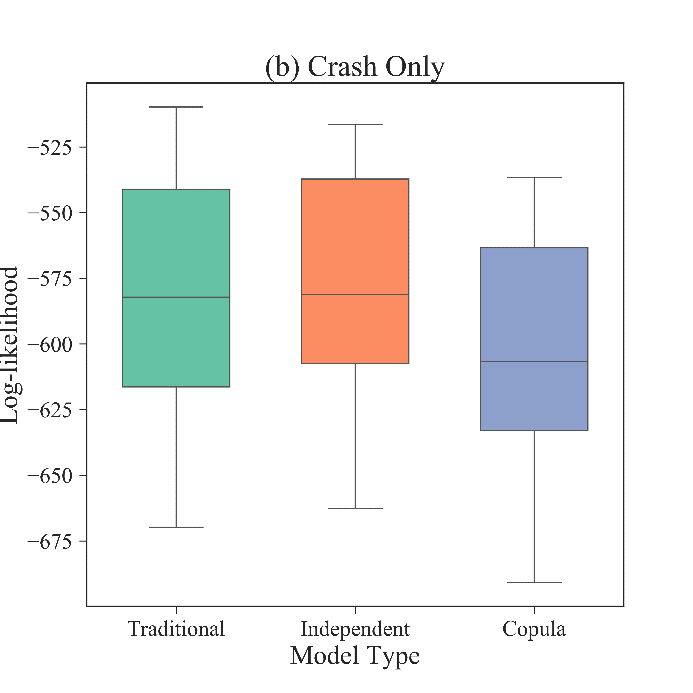 (b) Crash Only
Log-likelihood
−525
−550
−575
−600
−625
−650
−675
Traditional
Independent
Copula
Model Type